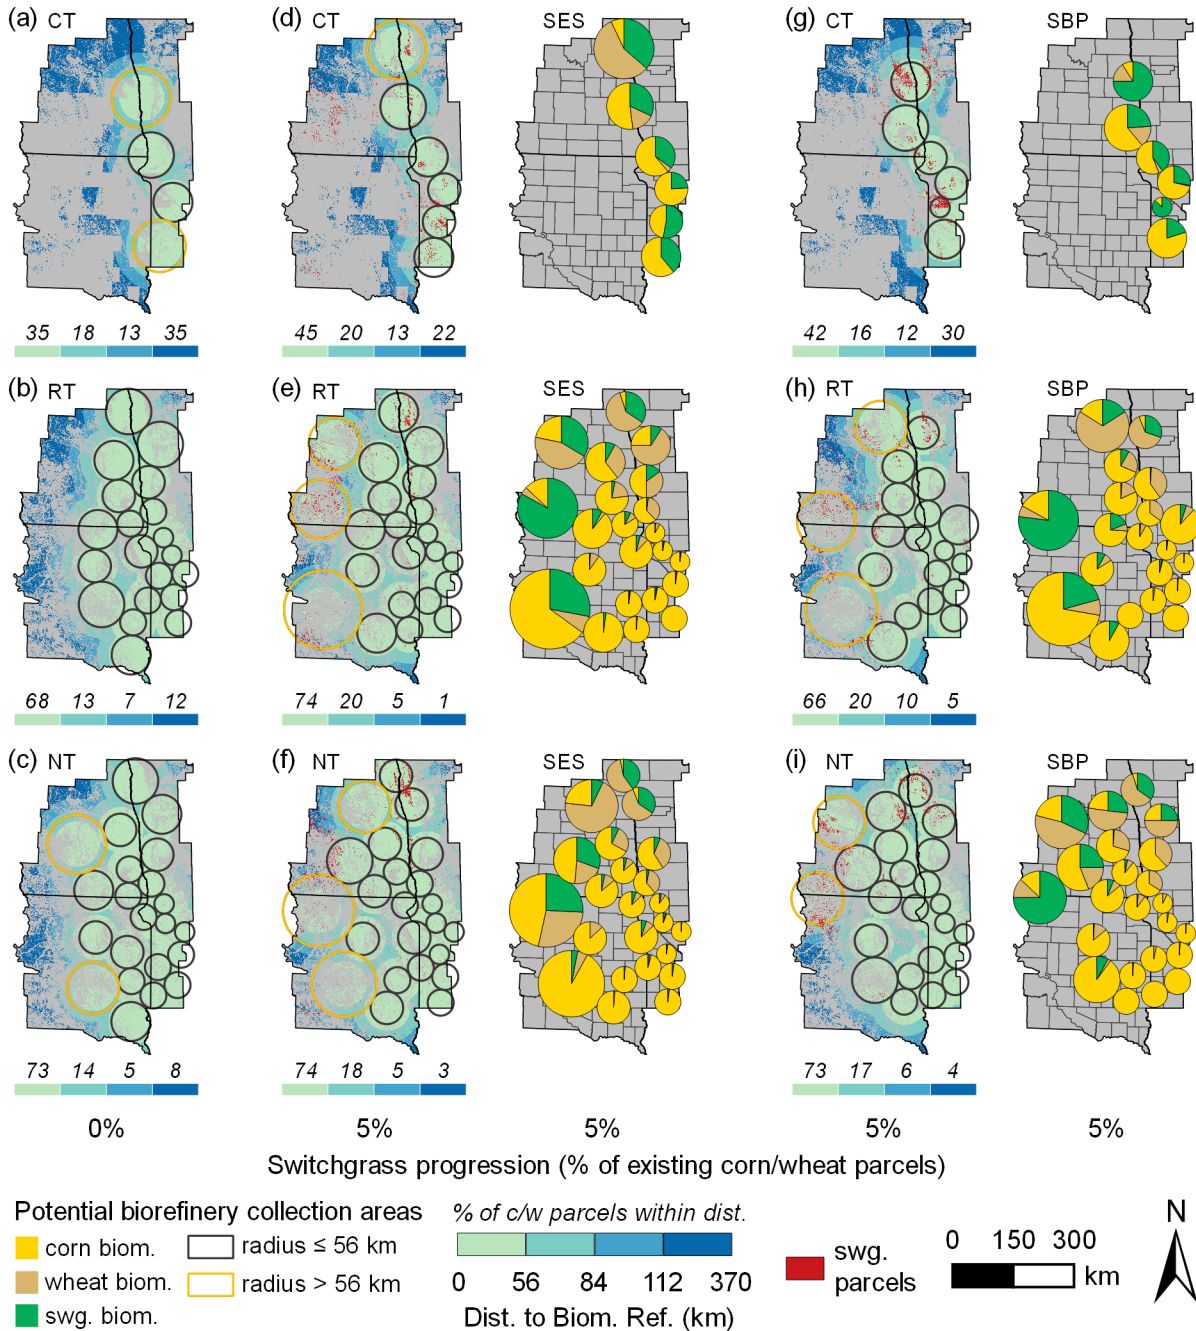 (a) CT
(d) CT
SES
(g) CT
SBP
35 18 13 35
45 20 13 22
42 16 12 30
(b) RT
(e) RT
SES
(h) RT
SBP
68 13 7 12
74 20 5 1
66 20 10 5
(c) NT
(f) NT
SES
(i) NT
SBP
73 14 5 8
74 18 5 3
73 17 6 4
0% 5% 5% 5% 5%
Switchgrass progression (% of existing corn/wheat parcels)
Potential biorefinery collection areas
corn biom.
wheat biom.
swg. biom.
radius ≤ 56 km
radius > 56 km
% of c/w parcels within dist.
0 56 84 112 370
Dist. to Biom. Ref. (km)
swg.
parcels
0 150 300
km
N